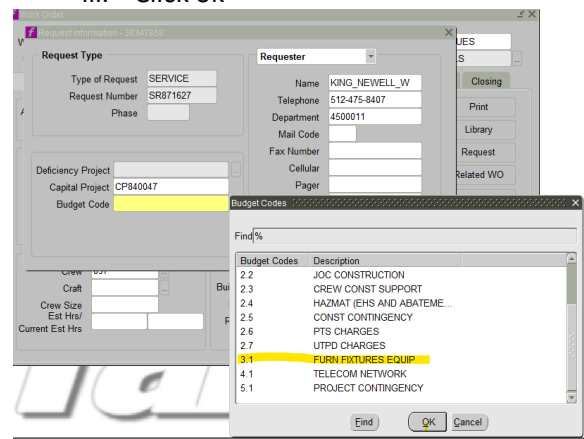 Click OK
Work Order
Request Information - 38347858
Request Type
Type of Request SERVICE
Request Number SR871627
Phase
Deficiency Project
Capital Project CP840047
Budget Code
Requester
Name KING_NEWELL_W
Telephone 512-475-8407
Department 4500011
Mail Code
Fax Number
Cellular
Pager
UES
LS
Closing
Print
Library
Request
Related WO
Crew
Craft
Crew Size
Est Hrs/
Current Est Hrs
Bui
Budget Codes
Find %
Budget Codes Description
2.2 JOC CONSTRUCTION
2.3 CREW CONST SUPPORT
2.4 HAZMAT (EHS AND ABATEME...
2.5 CONST CONTINGENCY
2.6 PTS CHARGES
2.7 UTPD CHARGES
3.1 FURN FIXTURES EQUIP
4.1 TELECOM NETWORK
5.1 PROJECT CONTINGENCY
Find OK Cancel